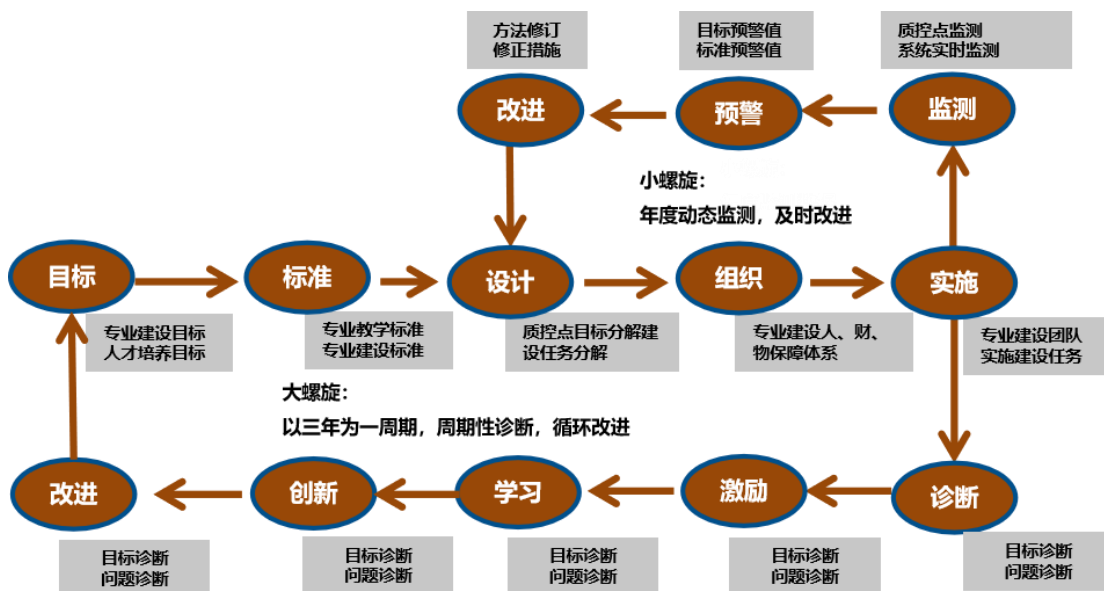 方法修订
修正措施
目标预警值
标准预警值
质控点监测
系统实时监测
改进
预警
监测
小螺旋：
年度动态监测，及时改进
目标
标准
设计
组织
实施
专业建设目标
人才培养目标
专业教学标准
专业建设标准
质控点目标分解建
设任务分解
专业建设人、财、
物保障体系
专业建设团队
实施建设任务
大螺旋：
以三年为一周期，周期性诊断，循环改进
改进
创新
学习
激励
诊断
目标诊断
问题诊断
目标诊断
问题诊断
目标诊断
问题诊断
目标诊断
问题诊断
目标诊断
问题诊断